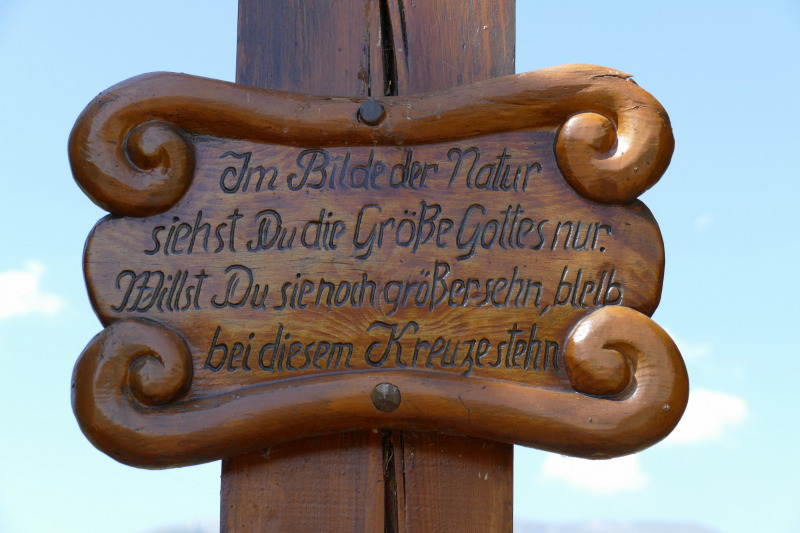 Im Bilde der Natur
siehst Du die Größe Gottes nur.
Willst Du sie noch größer sehn, bleib
bei diesem Kreuze stehn